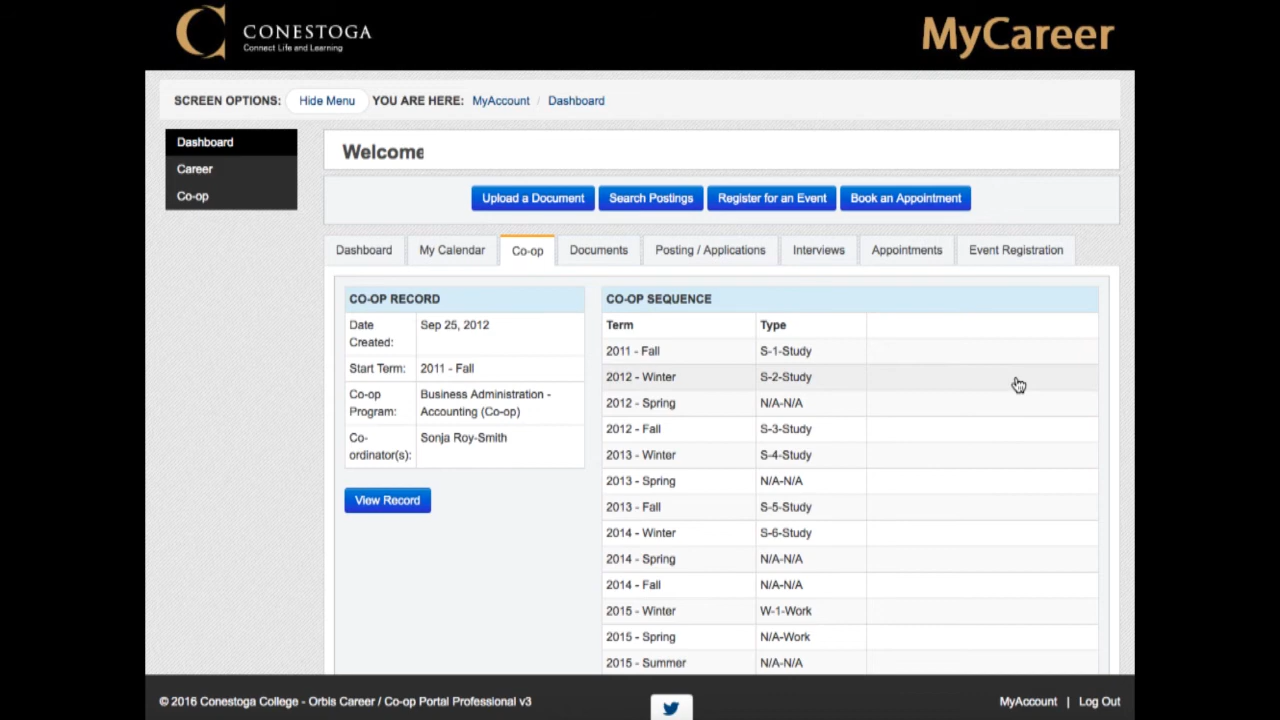 CONESTOGA
Connect Life and Learning
MyCareer
SCREEN OPTIONS: Hide Menu YOU ARE HERE: MyAccount / Dashboard
Dashboard
Career
Co-op
Welcome
Upload a Document Search Postings Register for an Event Book an Appointment
Dashboard My Calendar Co-op Documents Posting / Applications Interviews Appointments Event Registration
CO-OP RECORD
Date Created: Sep 25, 2012
Start Term: 2011 - Fall
Co-op Program: Business Administration - Accounting (Co-op)
Co-ordinator(s): Sonja Roy-Smith
View Record
CO-OP SEQUENCE
Term Type
2011 - Fall S-1-Study
2012 - Winter S-2-Study
2012 - Spring N/A-N/A
2012 - Fall S-3-Study
2013 - Winter S-4-Study
2013 - Spring N/A-N/A
2013 - Fall S-5-Study
2014 - Winter S-6-Study
2014 - Spring N/A-N/A
2014 - Fall N/A-N/A
2015 - Winter W-1-Work
2015 - Spring N/A-Work
2015 - Summer N/A-N/A
© 2016 Conestoga College - Orbis Career / Co-op Portal Professional v3
MyAccount | Log Out